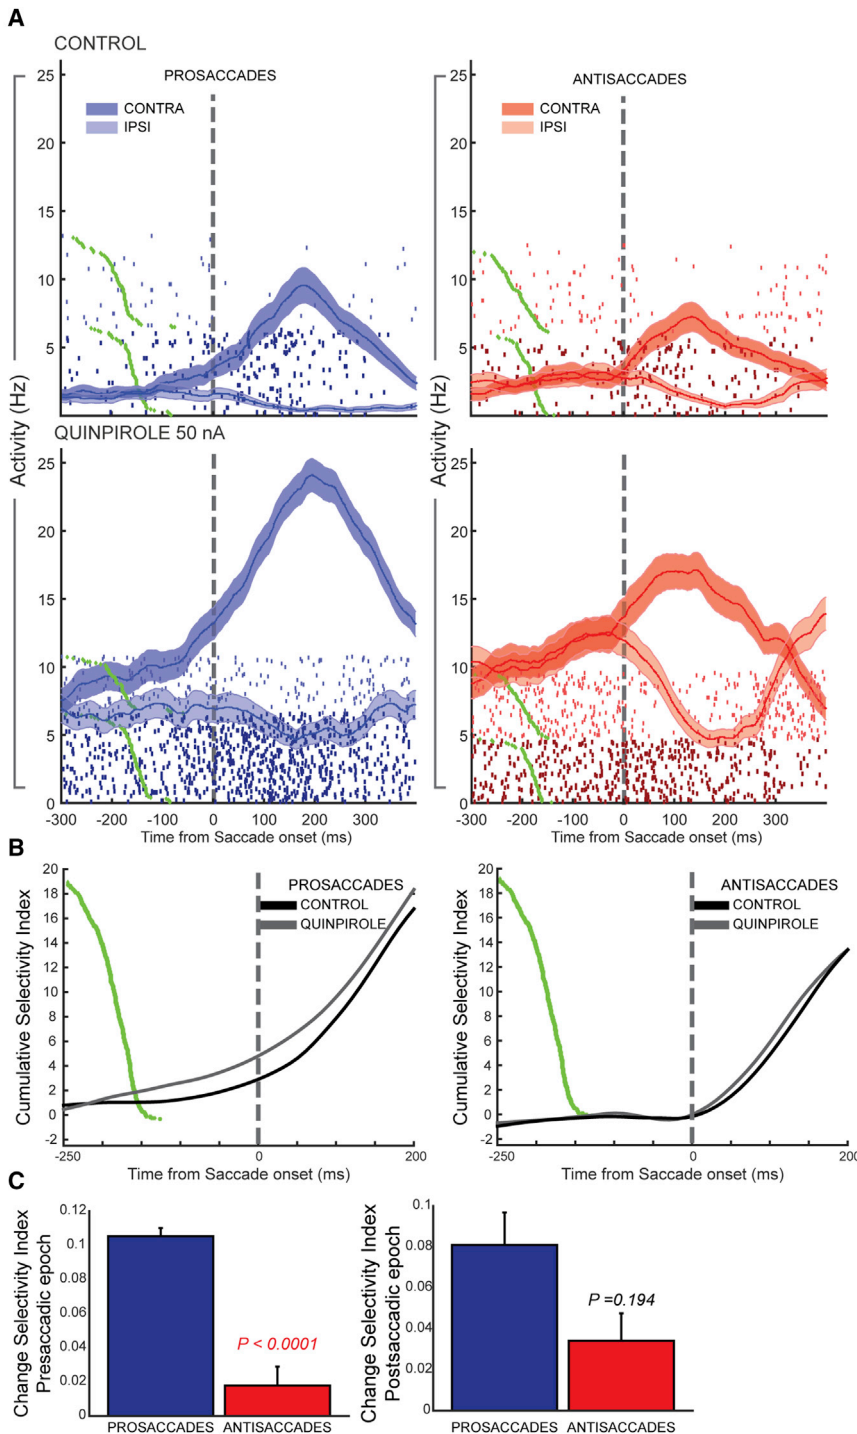 A
CONTROL
PROSACCADES
CONTRA
IPSI
25
20
15
10
5
ANTISACCADES
CONTRA
IPSI
25
20
15
10
5
0
Activity (Hz)
Activity (Hz)
QUINPIROLE 50 nA
25
20
15
10
5
0
-300 -200 -100 0 100 200 300
Time from Saccade onset (ms)
25
20
15
10
5
0
-300 -200 -100 0 100 200 300
Time from Saccade onset (ms)
B
Cumulative Selectivity Index
20
18
16
14
12
10
8
6
4
2
0
-2
PROSACCADES
CONTROL
QUINPIROLE
-250 0 200
Time from Saccade onset (ms)
Cumulative Selectivity Index
20
18
16
14
12
10
8
6
4
2
0
-2
ANTISACCADES
CONTROL
QUINPIROLE
-250 0 200
Time from Saccade onset (ms)
C
Change Selectivity Index
Presaccadic epoch
0.12
0.1
0.08
0.06
0.04
0.02
0
P < 0.0001
PROSACCADES ANTISACCADES
Change Selectivity Index
Postsaccadic epoch
0.1
0.08
0.06
0.04
0.02
0
P =0.194
PROSACCADES ANTISACCADES